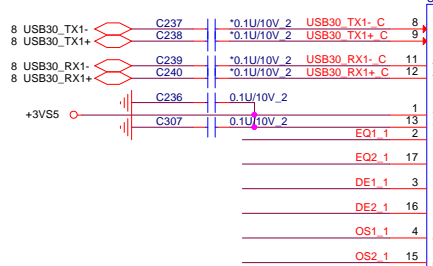 8 USB30_TX1- C237 *0.1U/10V_2 USB30_TX1-_C 8
8 USB30_TX1+ C238 *0.1U/10V_2 USB30_TX1+_C 9
8 USB30_RX1- C239 *0.1U/10V_2 USB30_RX1-_C 11
8 USB30_RX1+ C240 *0.1U/10V_2 USB30_RX1+_C 12
C236 0.1U/10V_2
+3VS5 1
C307 0.1U/10V_2 13
EQ1_1 2
EQ2_1 17
DE1_1 3
DE2_1 16
OS1_1 4
OS2_1 15